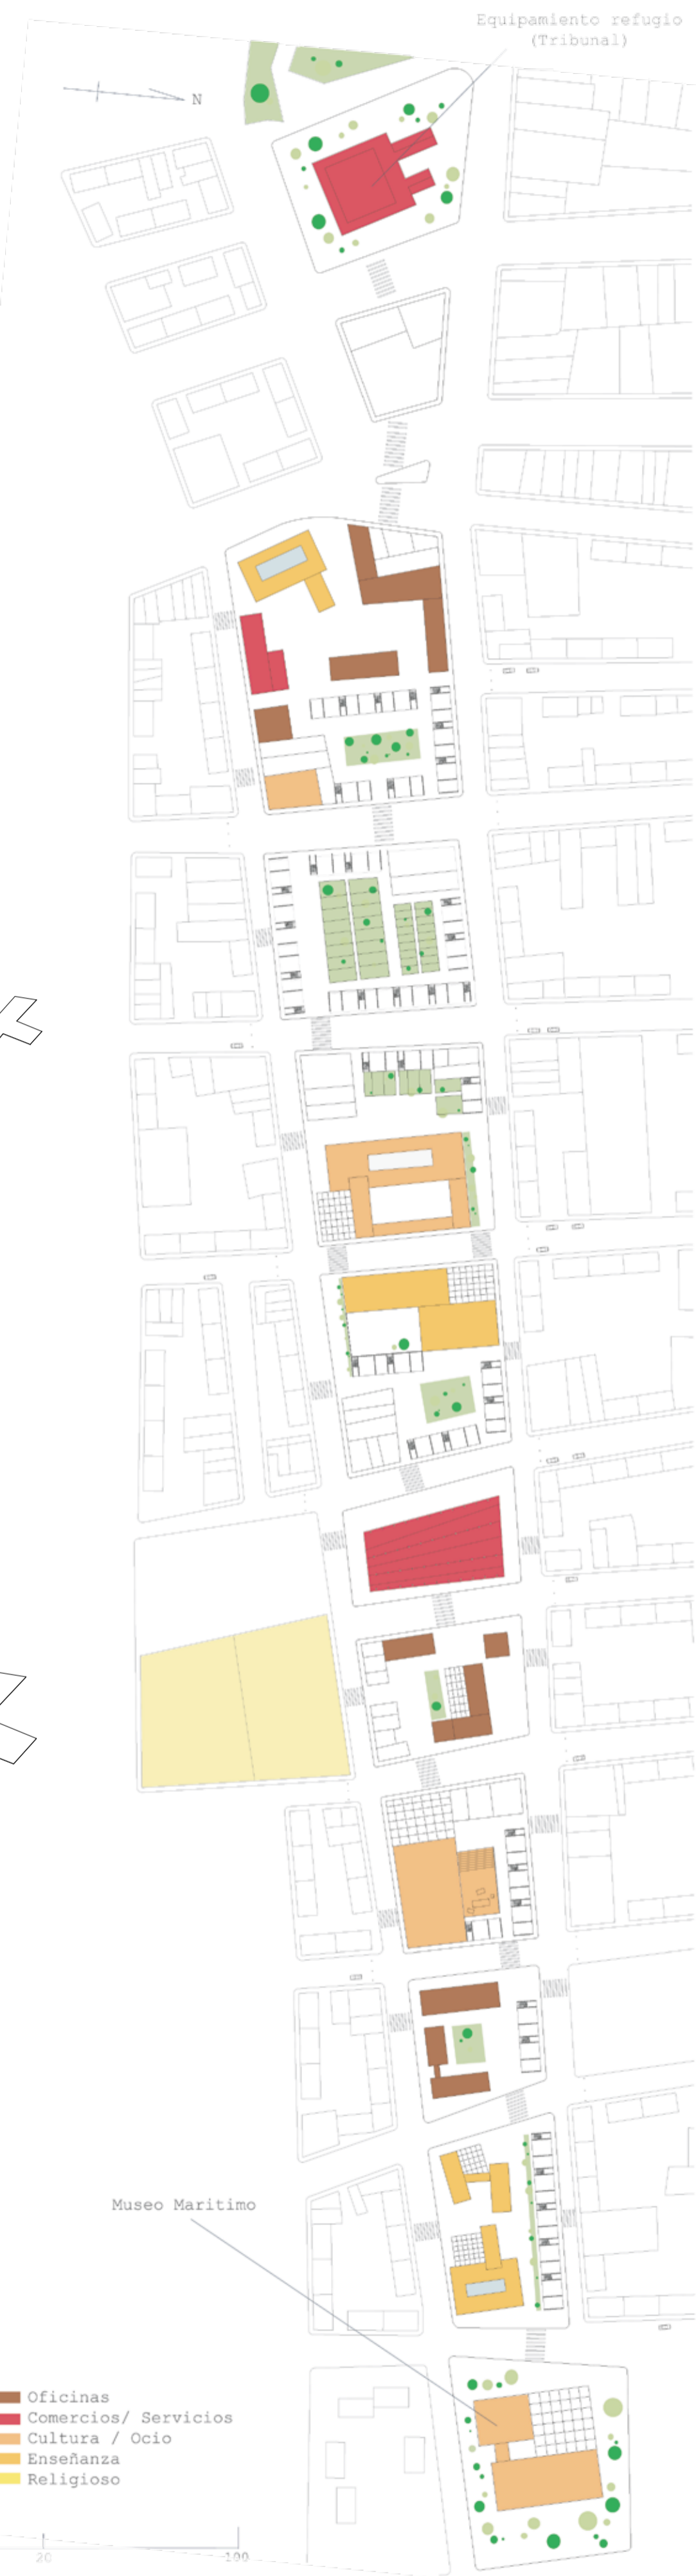 Equipamiento refugio
(Tribunal)
N
Museo Maritimo
Oficinas
Comercios/ Servicios
Cultura / Ocio
Enseñanza
Religioso
20
100